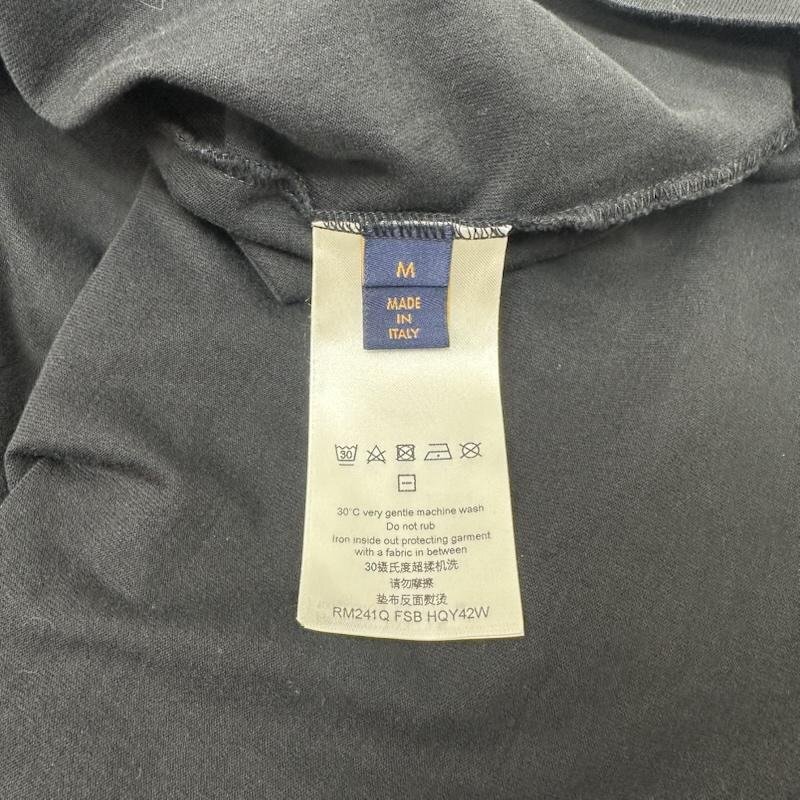 M
MADE
IN
ITALY
30
30°C very gentle machine wash
Do not rub
Iron inside out protecting garment
with a fabric in between
30摄氏度超揉机洗
请勿摩擦
垫布反面熨烫
RM241Q FSB HQY42W